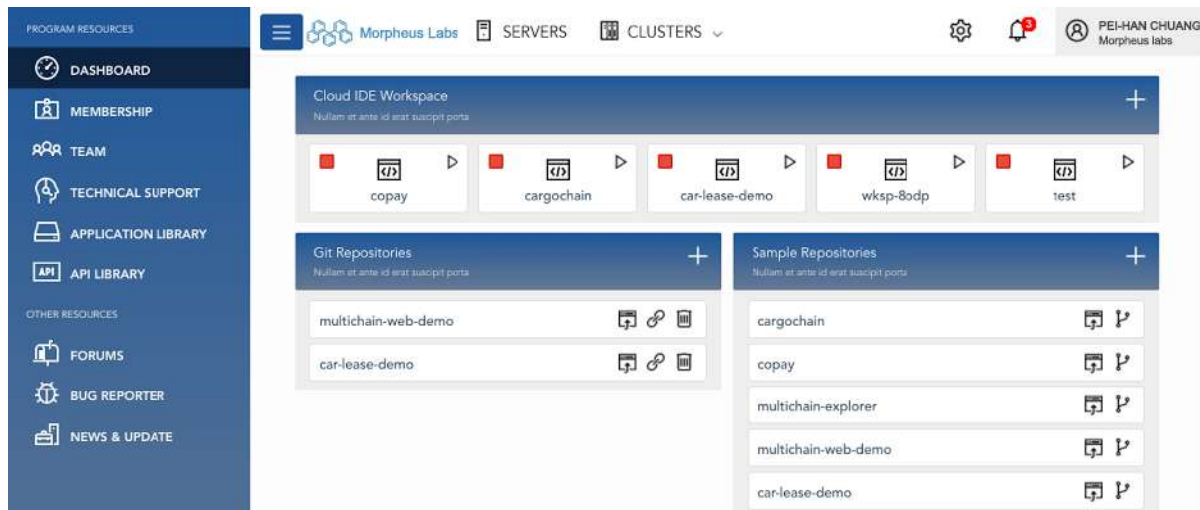 PROGRAM RESOURCES
DASHBOARD
MEMBERSHIP
TEAM
TECHNICAL SUPPORT
APPLICATION LIBRARY
API
API LIBRARY
OTHER RESOURCES
FORUMS
BUG REPORTER
NEWS & UPDATE
Morpheus Labs
SERVERS
CLUSTERS
3
PEI-HAN CHUANG
Morpheus labs
Cloud IDE Workspace
Nullam et ante id erat suscipit porta
copay
cargochain
car-lease-demo
wksp-8odp
test
Git Repositories
Nullam et ante id erat suscipit porta
multichain-web-demo
car-lease-demo
Sample Repositories
Nullam et ante id erat suscipit porta
cargochain
copay
multichain-explorer
multichain-web-demo
car-lease-demo